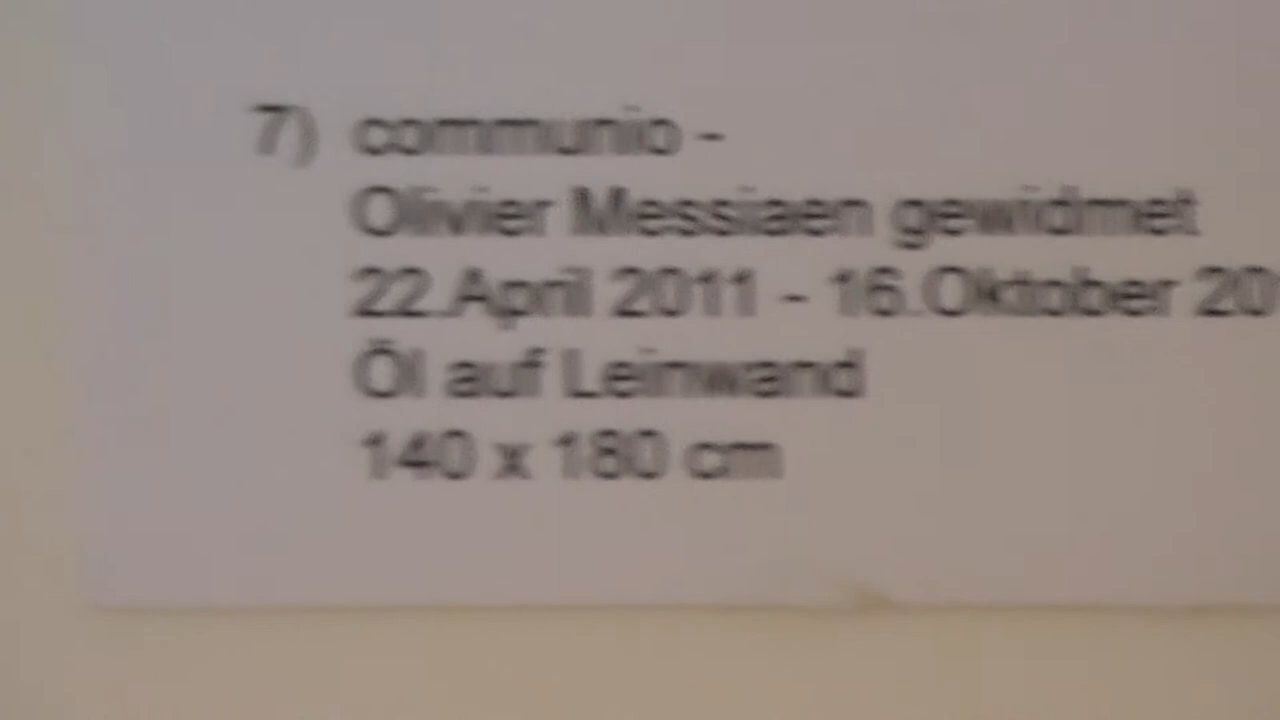 7) communio -
Olivier Messiaen gewidmet
22.April 2011 - 16.Oktober
Öl auf Leinwand
140 x 180 cm